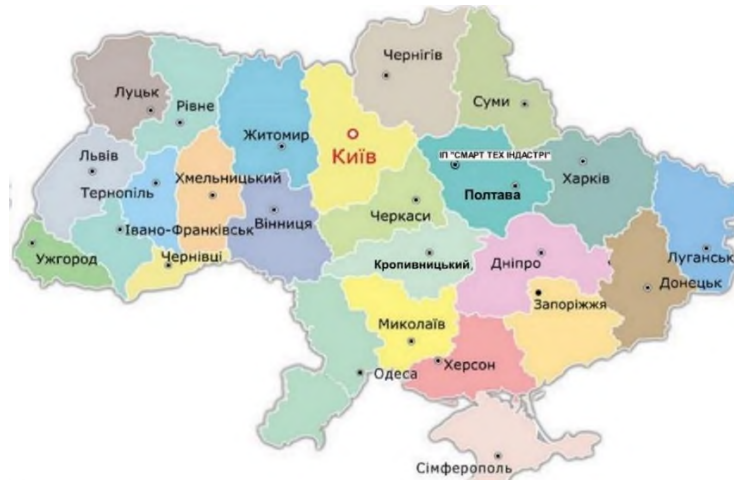 Чернігів
Луцьк
Рівне
Суми
Житомир
Київ
ІП "СМАРТ ТЕХ ІНДАСТРІ"
Львів
Тернопіль
Хмельницький
Харків
Полтава
Черкаси
Вінниця
Івано-Франківськ
Ужгород
Чернівці
Кропивницький
Дніпро
Луганськ
Донецьк
Запоріжжя
Миколаїв
Одеса
Херсон
Сімферополь